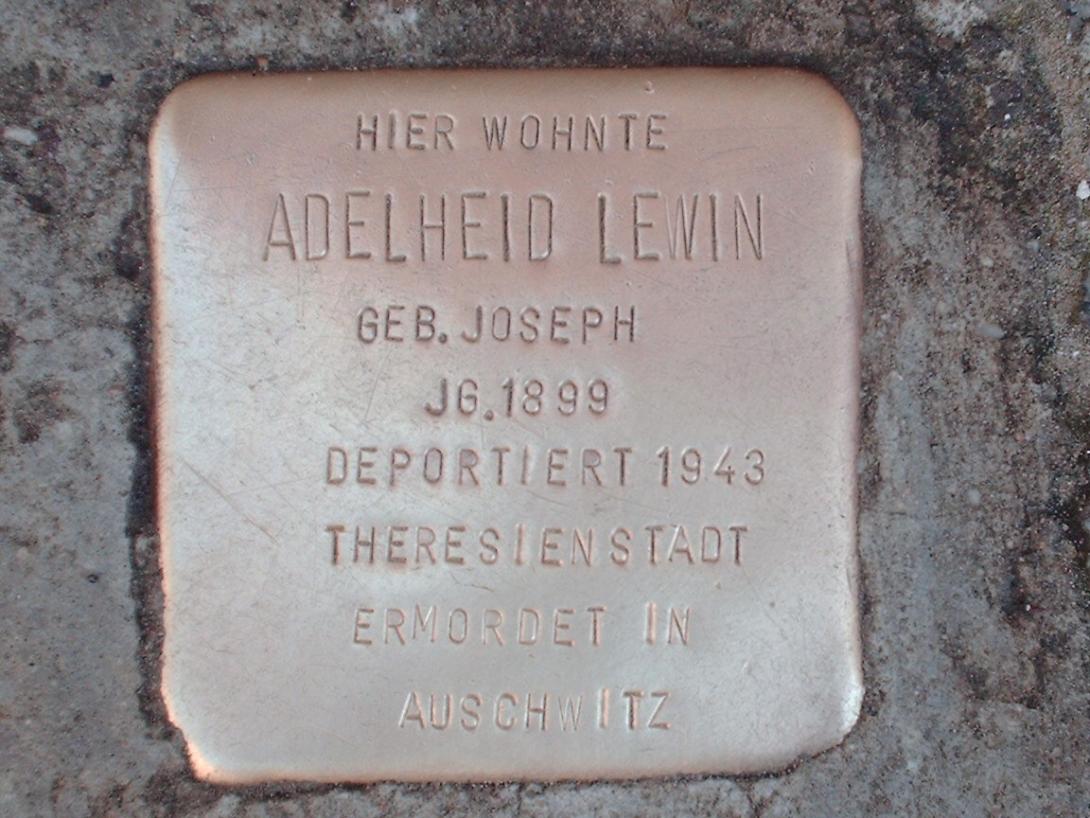 HIER WOHNTE
ADELHEID LEWIN
GEB. JOSEPH
JG. 1899
DEPORTIERT 1943
THERESIENSTADT
ERMORDET IN
AUSCHWITZ